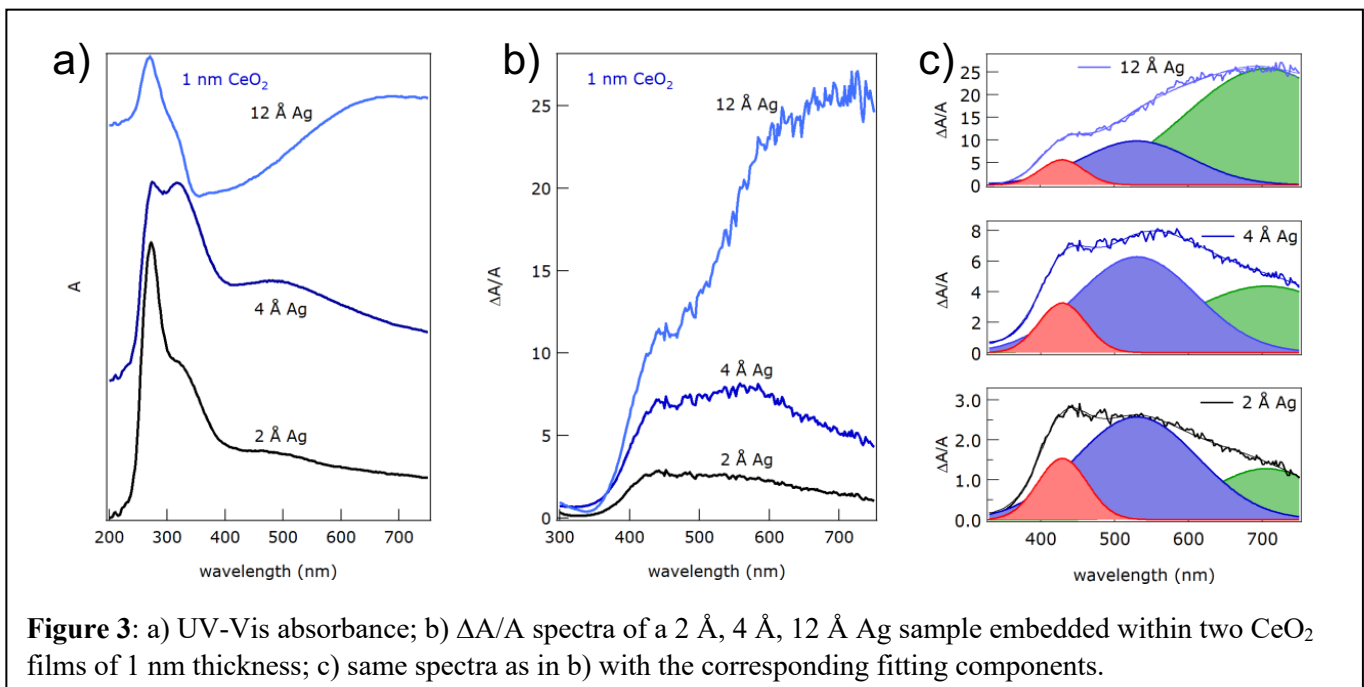 a)
1 nm CeO₂
12 Å Ag
4 Å Ag
2 Å Ag
A
200 300 400 500 600 700
wavelength (nm)
b)
1 nm CeO₂
12 Å Ag
4 Å Ag
2 Å Ag
ΔA/A
25
20
15
10
5
0
300 400 500 600 700
wavelength (nm)
c)
12 Å Ag
ΔA/A
25
20
15
10
5
0
4 Å Ag
ΔA/A
8
6
4
2
0
2 Å Ag
ΔA/A
3.0
2.0
1.0
0.0
400 500 600 700
wavelength (nm)
Figure 3: a) UV-Vis absorbance; b) ΔA/A spectra of a 2 Å, 4 Å, 12 Å Ag sample embedded within two CeO₂
films of 1 nm thickness; c) same spectra as in b) with the corresponding fitting components.